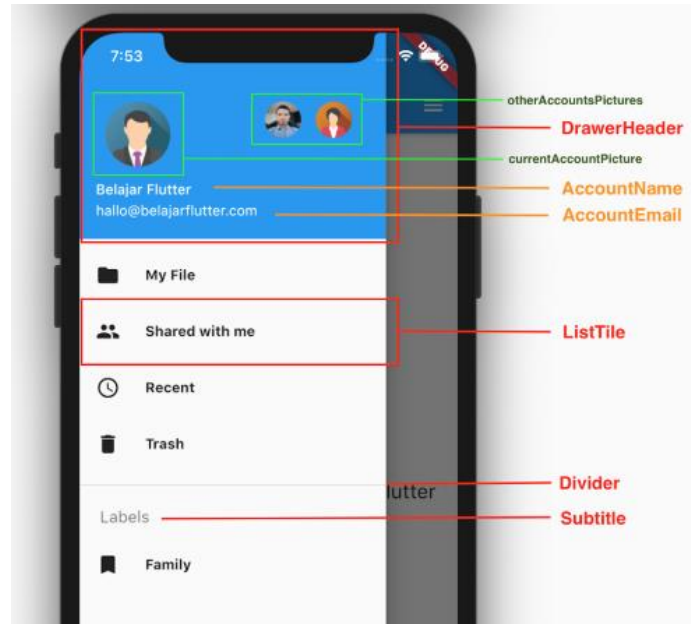 7:53
DEBUG
otherAccountsPictures
DrawerHeader
currentAccountPicture
Belajar Flutter
AccountName
hallo@belajarflutter.com
AccountEmail
My File
Shared with me
ListTile
Recent
Trash
Divider
lutter
Labels
Subtitle
Family